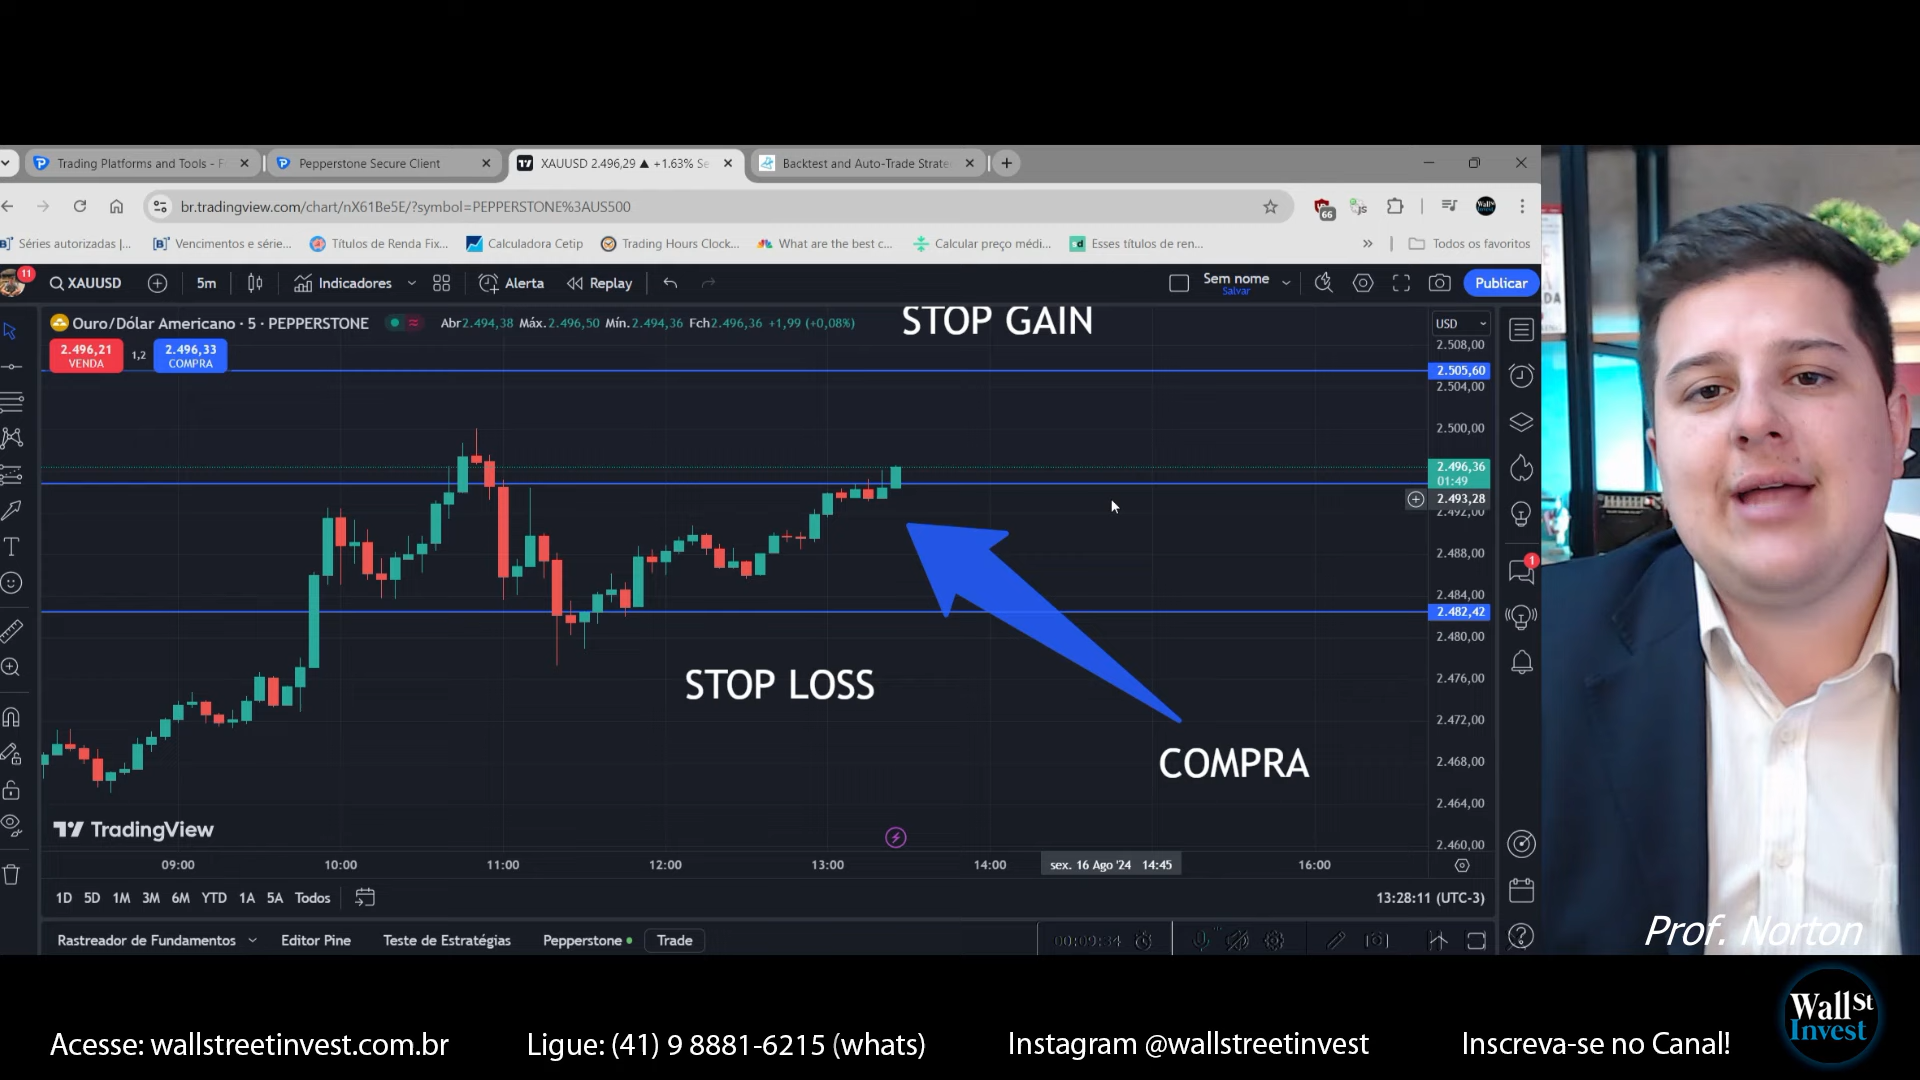 Trading Platforms and Tools - F
Pepperstone Secure Client
XAUUSD 2.496,29 ▲ +1.63% Se
Backtest and Auto-Trade Strate
br.tradingview.com/chart/nX61Be5E/?symbol=PEPPERSTONE%3AUS500
66
Séries autorizadas |...
Vencimentos e série...
Títulos de Renda Fix...
Calculadora Cetip
Trading Hours Clock...
What are the best c...
Calcular preço médi...
Esses títulos de ren...
»
Todos os favoritos
11
XAUUSD
5m
Indicadores
Alerta
Replay
Sem nome
Salvar
Publicar
Ouro/Dólar Americano · 5 · PEPPERSTONE
Abr2.494,38 Máx.2.496,50 Mín.2.494,36 Fch2.496,36 +1,99 (+0,08%)
STOP GAIN
USD
2.496,21
VENDA
1,2
2.496,33
COMPRA
2.508,00
2.505,60
2.504,00
2.500,00
2.496,36
01:49
2.493,28
2.492,00
2.488,00
2.484,00
2.482,42
2.480,00
2.476,00
2.472,00
2.468,00
2.464,00
2.460,00
STOP LOSS
COMPRA
1
TradingView
09:00 10:00 11:00 12:00 13:00 14:00 sex. 16 Ago '24 14:45 16:00
1D 5D 1M 3M 6M YTD 1A 5A Todos
13:28:11 (UTC-3)
Rastreador de Fundamentos
Editor Pine
Teste de Estratégias
Pepperstone
Trade
00:09:34
Prof. Norton
Wall St
Invest
Acesse: wallstreetinvest.com.br
Ligue: (41) 9 8881-6215 (whats)
Instagram @wallstreetinvest
Inscreva-se no Canal!